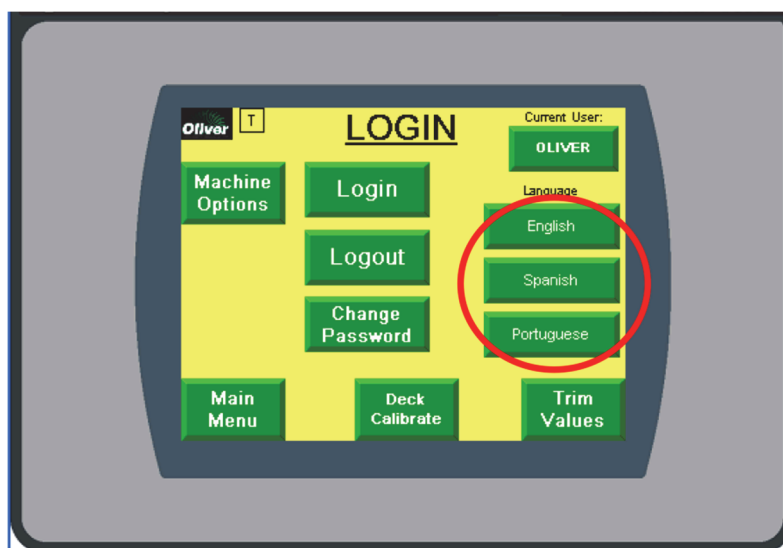 Oliver
T
LOGIN
Current User:
OLIVER
Machine
Options
Login
Language
English
Logout
Spanish
Change
Password
Portuguese
Main
Menu
Deck
Calibrate
Trim
Values